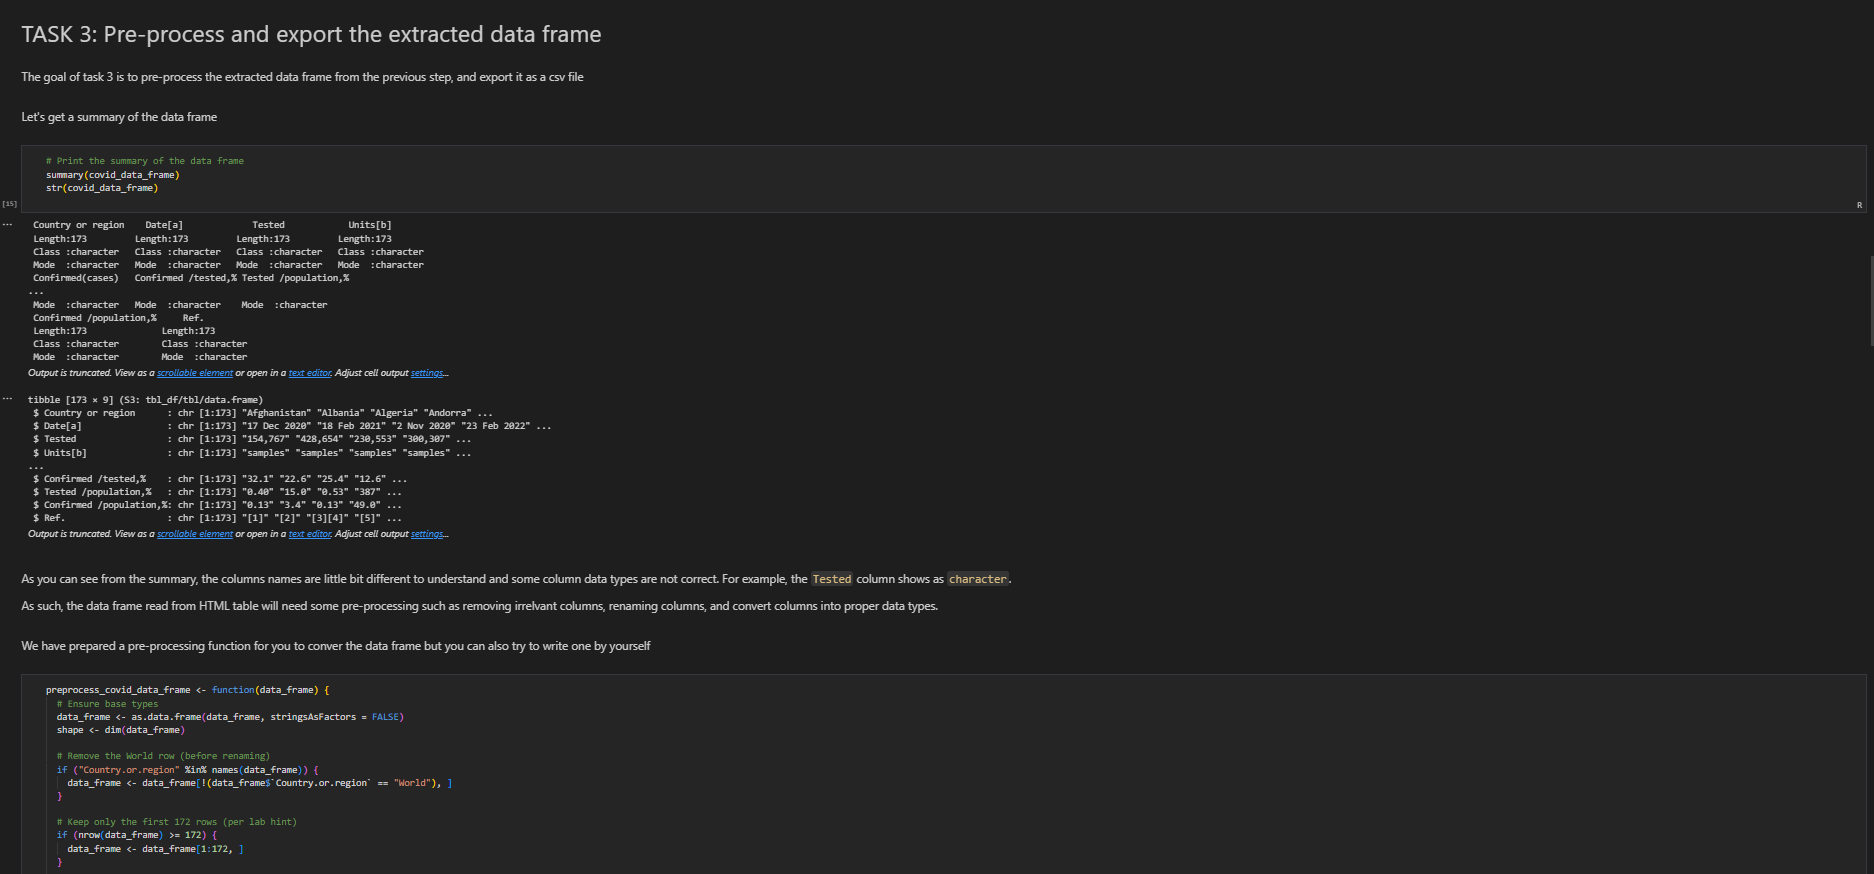 TASK 3: Pre-process and export the extracted data frame
The goal of task 3 is to pre-process the extracted data frame from the previous step, and export it as a csv file
Let's get a summary of the data frame
# Print the summary of the data frame
summary(covid_data_frame)
str(covid_data_frame)
[15]
R
... Country or region    Date[a]             Tested            Units[b]
Length:173         Length:173         Length:173         Length:173
Class :character   Class :character   Class :character   Class :character
Mode  :character   Mode  :character   Mode  :character   Mode  :character
Confirmed(cases)   Confirmed /tested,% Tested /population,%
...
Mode  :character   Mode  :character    Mode  :character
Confirmed /population,%     Ref.
Length:173              Length:173
Class :character        Class :character
Mode  :character        Mode  :character
Output is truncated. View as a scrollable element or open in a text editor. Adjust cell output settings...
... tibble [173 × 9] (S3: tbl_df/tbl/data.frame)
$ Country or region      : chr [1:173] "Afghanistan" "Albania" "Algeria" "Andorra" ...
$ Date[a]                : chr [1:173] "17 Dec 2020" "18 Feb 2021" "2 Nov 2020" "23 Feb 2022" ...
$ Tested                 : chr [1:173] "154,767" "428,654" "230,553" "300,307" ...
$ Units[b]               : chr [1:173] "samples" "samples" "samples" "samples" ...
...
$ Confirmed /tested,%    : chr [1:173] "32.1" "22.6" "25.4" "12.6" ...
$ Tested /population,%   : chr [1:173] "0.40" "15.0" "0.53" "387" ...
$ Confirmed /population,%: chr [1:173] "0.13" "3.4" "0.13" "49.0" ...
$ Ref.                   : chr [1:173] "[1]" "[2]" "[3][4]" "[5]" ...
Output is truncated. View as a scrollable element or open in a text editor. Adjust cell output settings...
As you can see from the summary, the columns names are little bit different to understand and some column data types are not correct. For example, the Tested column shows as character.
As such, the data frame read from HTML table will need some pre-processing such as removing irrelvant columns, renaming columns, and convert columns into proper data types.
We have prepared a pre-processing function for you to conver the data frame but you can also try to write one by yourself
preprocess_covid_data_frame <- function(data_frame) {
# Ensure base types
data_frame <- as.data.frame(data_frame, stringsAsFactors = FALSE)
shape <- dim(data_frame)
# Remove the World row (before renaming)
if ("Country.or.region" %in% names(data_frame)) {
data_frame <- data_frame[!(data_frame$`Country.or.region` == "World"), ]
}
# Keep only the first 172 rows (per lab hint)
if (nrow(data_frame) >= 172) {
data_frame <- data_frame[1:172, ]
}